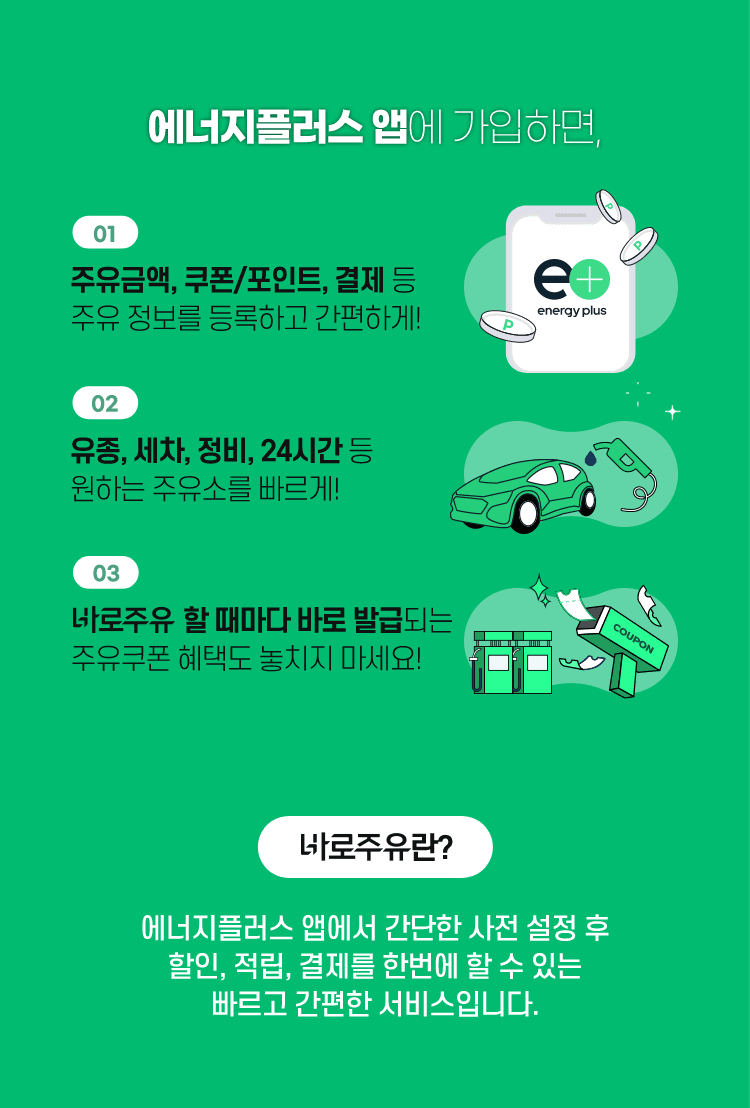 에너지플러스 앱에 가입하면,
01
주유금액, 쿠폰/포인트, 결제 등
주유 정보를 등록하고 간편하게!
P
P
e+
energy plus
P
02
유종, 세차, 정비, 24시간 등
원하는 주유소를 빠르게!
03
바로주유 할 때마다 바로 발급되는
주유쿠폰 혜택도 놓치지 마세요!
COUPON
바로주유란?
에너지플러스 앱에서 간단한 사전 설정 후
할인, 적립, 결제를 한번에 할 수 있는
빠르고 간편한 서비스입니다.